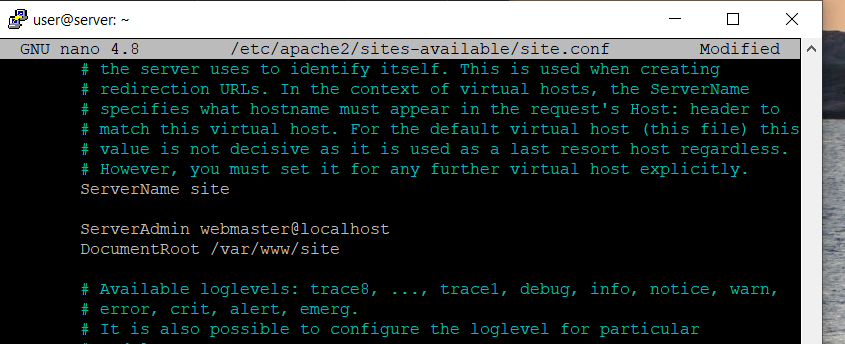 user@server: ~
GNU nano 4.8 /etc/apache2/sites-available/site.conf Modified
# the server uses to identify itself. This is used when creating
# redirection URLs. In the context of virtual hosts, the ServerName
# specifies what hostname must appear in the request's Host: header to
# match this virtual host. For the default virtual host (this file) this
# value is not decisive as it is used as a last resort host regardless.
# However, you must set it for any further virtual host explicitly.
ServerName site
ServerAdmin webmaster@localhost
DocumentRoot /var/www/site
# Available loglevels: trace8, ..., trace1, debug, info, notice, warn,
# error, crit, alert, emerg.
# It is also possible to configure the loglevel for particular